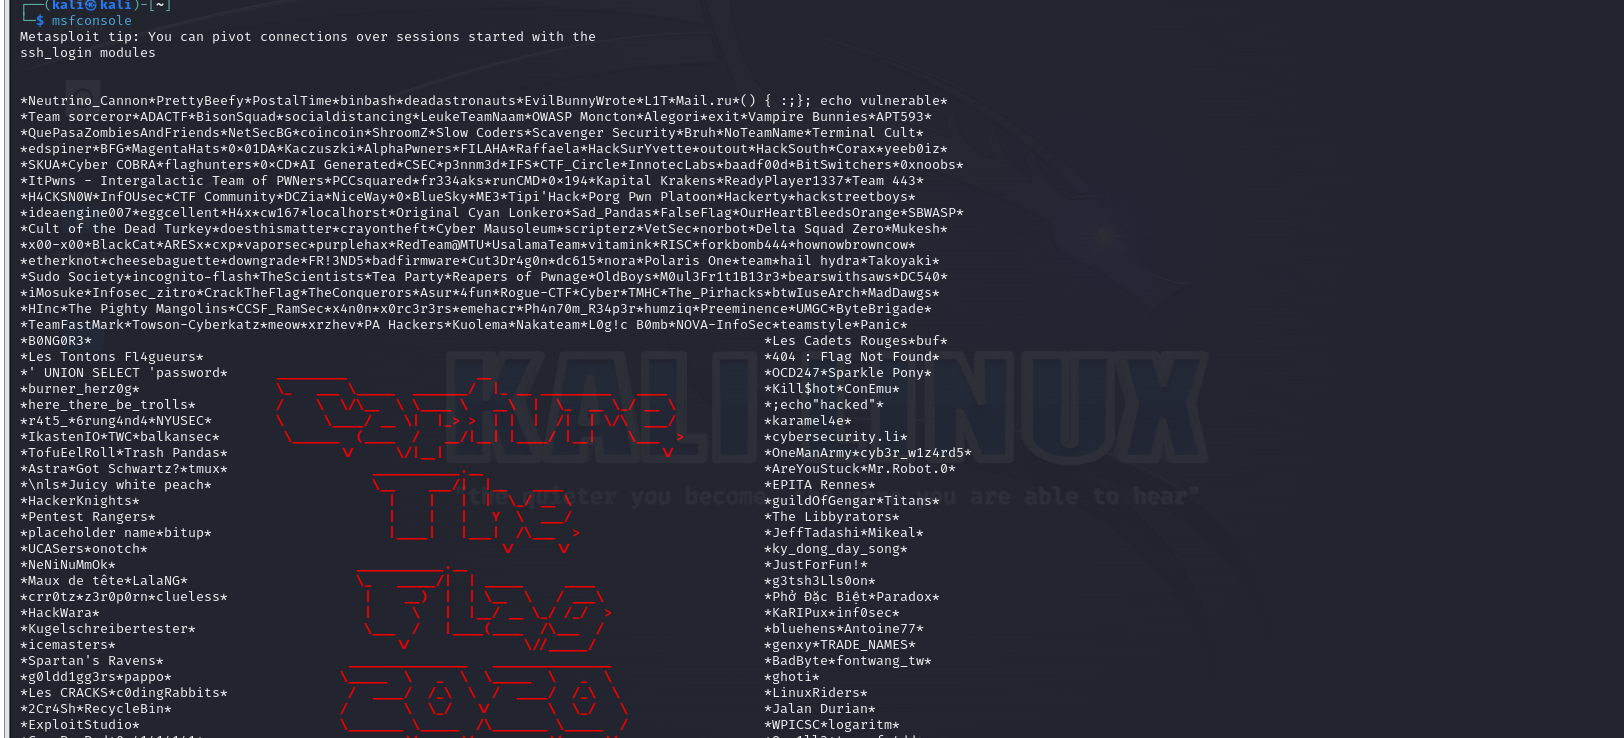 ┌──(kali㉿kali)-[~]
└─$ msfconsole
Metasploit tip: You can pivot connections over sessions started with the
ssh_login modules
*Neutrino_Cannon*PrettyBeefy*PostalTime*binbash*deadastronauts*EvilBunnyWrote*L1T*Mail.ru*() { :;}; echo vulnerable*
*Team sorceror*ADACTF*BisonSquad*socialdistancing*LeukeTeamNaam*OWASP Moncton*Alegori*exit*Vampire Bunnies*APT593*
*QuePasaZombiesAndFriends*NetSecBG*coincoin*ShroomZ*Slow Coders*Scavenger Security*Bruh*NoTeamName*Terminal Cult*
*edspiner*BFG*MagentaHats*0×01DA*Kaczuszki*AlphaPwners*FILAHA*Raffaela*HackSurYvette*outout*HackSouth*Corax*yeeb0iz*
*SKUA*Cyber COBRA*flaghunters*0×CD*AI Generated*CSEC*p3nnm3d*IFS*CTF_Circle*InnotecLabs*baadf00d*BitSwitchers*0xnoobs*
*ItPwns - Intergalactic Team of PWNers*PCCsquared*fr334aks*runCMD*0×194*Kapital Krakens*ReadyPlayer1337*Team 443*
*H4CKSN0W*InfOUsec*CTF Community*DCZia*NiceWay*0×BlueSky*ME3*Tipi'Hack*Porg Pwn Platoon*Hackerty*hackstreetboys*
*ideaengine007*eggcellent*H4x*cw167*localhorst*Original Cyan Lonkero*Sad_Pandas*FalseFlag*OurHeartBleedsOrange*SBWASP*
*Cult of the Dead Turkey*doesthismatter*crayontheft*Cyber Mausoleum*scripterz*VetSec*norbot*Delta Squad Zero*Mukesh*
*x00-x00*BlackCat*ARESx*cxp*vaporsec*purplehax*RedTeam@MTU*UsalamaTeam*vitamink*RISC*forkbomb444*hownowbrowncow*
*etherknot*cheesebaguette*downgrade*FR!3ND5*badfirmware*Cut3Dr4g0n*dc615*nora*Polaris One*team*hail hydra*Takoyaki*
*Sudo Society*incognito-flash*TheScientists*Tea Party*Reapers of Pwnage*OldBoys*M0ul3Fr1t1B13r3*bearswithsaws*DC540*
*iMosuke*Infosec_zitro*CrackTheFlag*TheConquerors*Asur*4fun*Rogue-CTF*Cyber*TMHC*The_Pirhacks*btwIuseArch*MadDawgs*
*HInc*The Pighty Mangolins*CCSF_RamSec*x4n0n*x0rc3r3rs*emehacr*Ph4n70m_R34p3r*humziq*Preeminence*UMGC*ByteBrigade*
*TeamFastMark*Towson-Cyberkatz*meow*xrzhev*PA Hackers*Kuolema*Nakateam*L0g!c B0mb*NOVA-InfoSec*teamstyle*Panic*
*B0NG0R3* *Les Cadets Rouges*buf*
*Les Tontons Fl4gueurs* *404 : Flag Not Found*
*' UNION SELECT 'password* *OCD247*Sparkle Pony*
*burner_herz0g* *Kill$hot*ConEmu*
*here_there_be_trolls* *;echo"hacked"*
*r4t5_*6rung4nd4*NYUSEC* *karamel4e*
*IkastenIO*TWC*balkansec* *cybersecurity.li*
*TofuEelRoll*Trash Pandas* *OneManArmy*cyb3r_w1z4rd5*
*Astra*Got Schwartz?*tmux* *AreYouStuck*Mr.Robot.0*
*\nls*Juicy white peach* *EPITA Rennes*
*HackerKnights* *guildOfGengar*Titans*
*Pentest Rangers* *The Libbyrators*
*placeholder name*bitup* *JeffTadashi*Mikeal*
*UCASers*onotch* *ky_dong_day_song*
*NeNiNuMmOk* *JustForFun!*
*Maux de tête*LalaNG* *g3tsh3Lls0on*
*crr0tz*z3r0p0rn*clueless* *Phở Đặc Biệt*Paradox*
*HackWara* *KaRIPux*inf0sec*
*Kugelschreibertester* *bluehens*Antoine77*
*icemasters* *genxy*TRADE_NAMES*
*Spartan's Ravens* *BadByte*fontwang_tw*
*g0ldd1gg3rs*pappo* *ghoti*
*Les CRACKS*c0dingRabbits* *LinuxRiders*
*2Cr4Sh*RecycleBin* *Jalan Durian*
*ExploitStudio* *WPICSC*logaritm*
Capture
The
Flag
2020
KALI LINUX
"the quieter you become, the more you are able to hear"